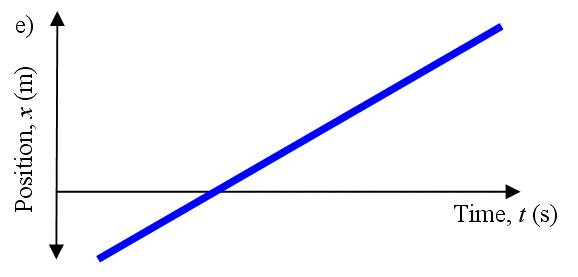 e)
Position, x (m)
Time, t (s)